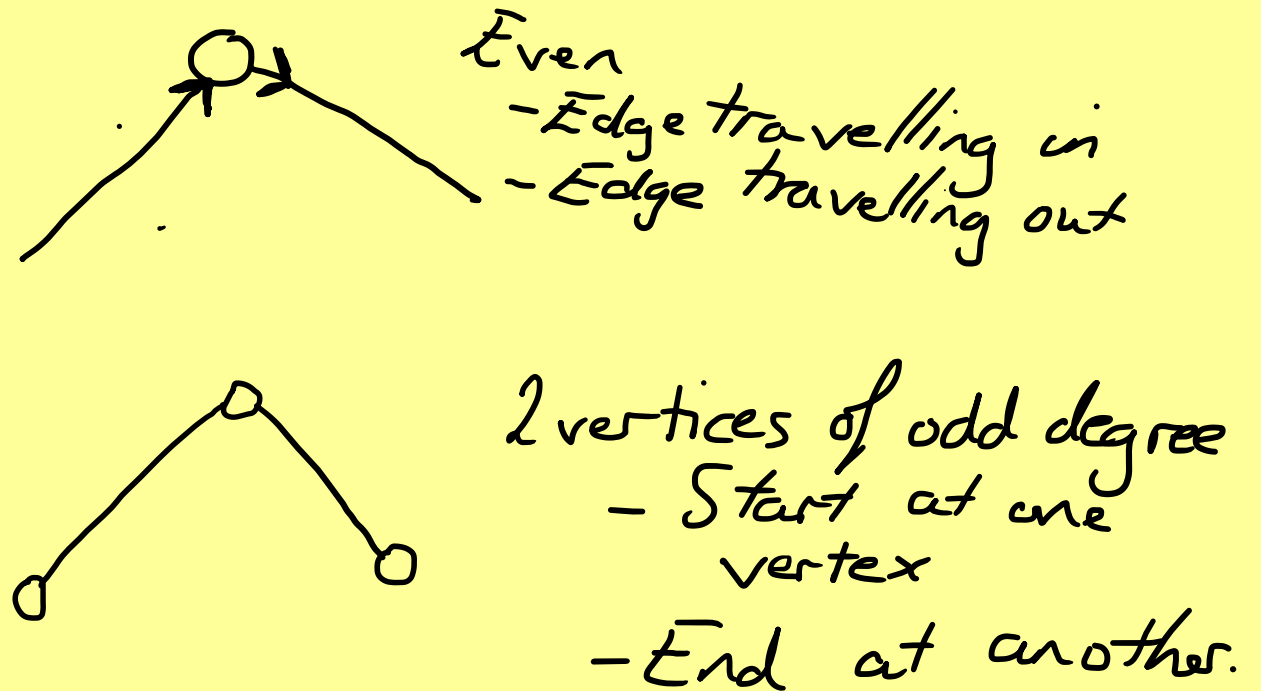 Even
- Edge travelling in
- Edge travelling out
2 vertices of odd degree
- Start at one
vertex
- End at another.